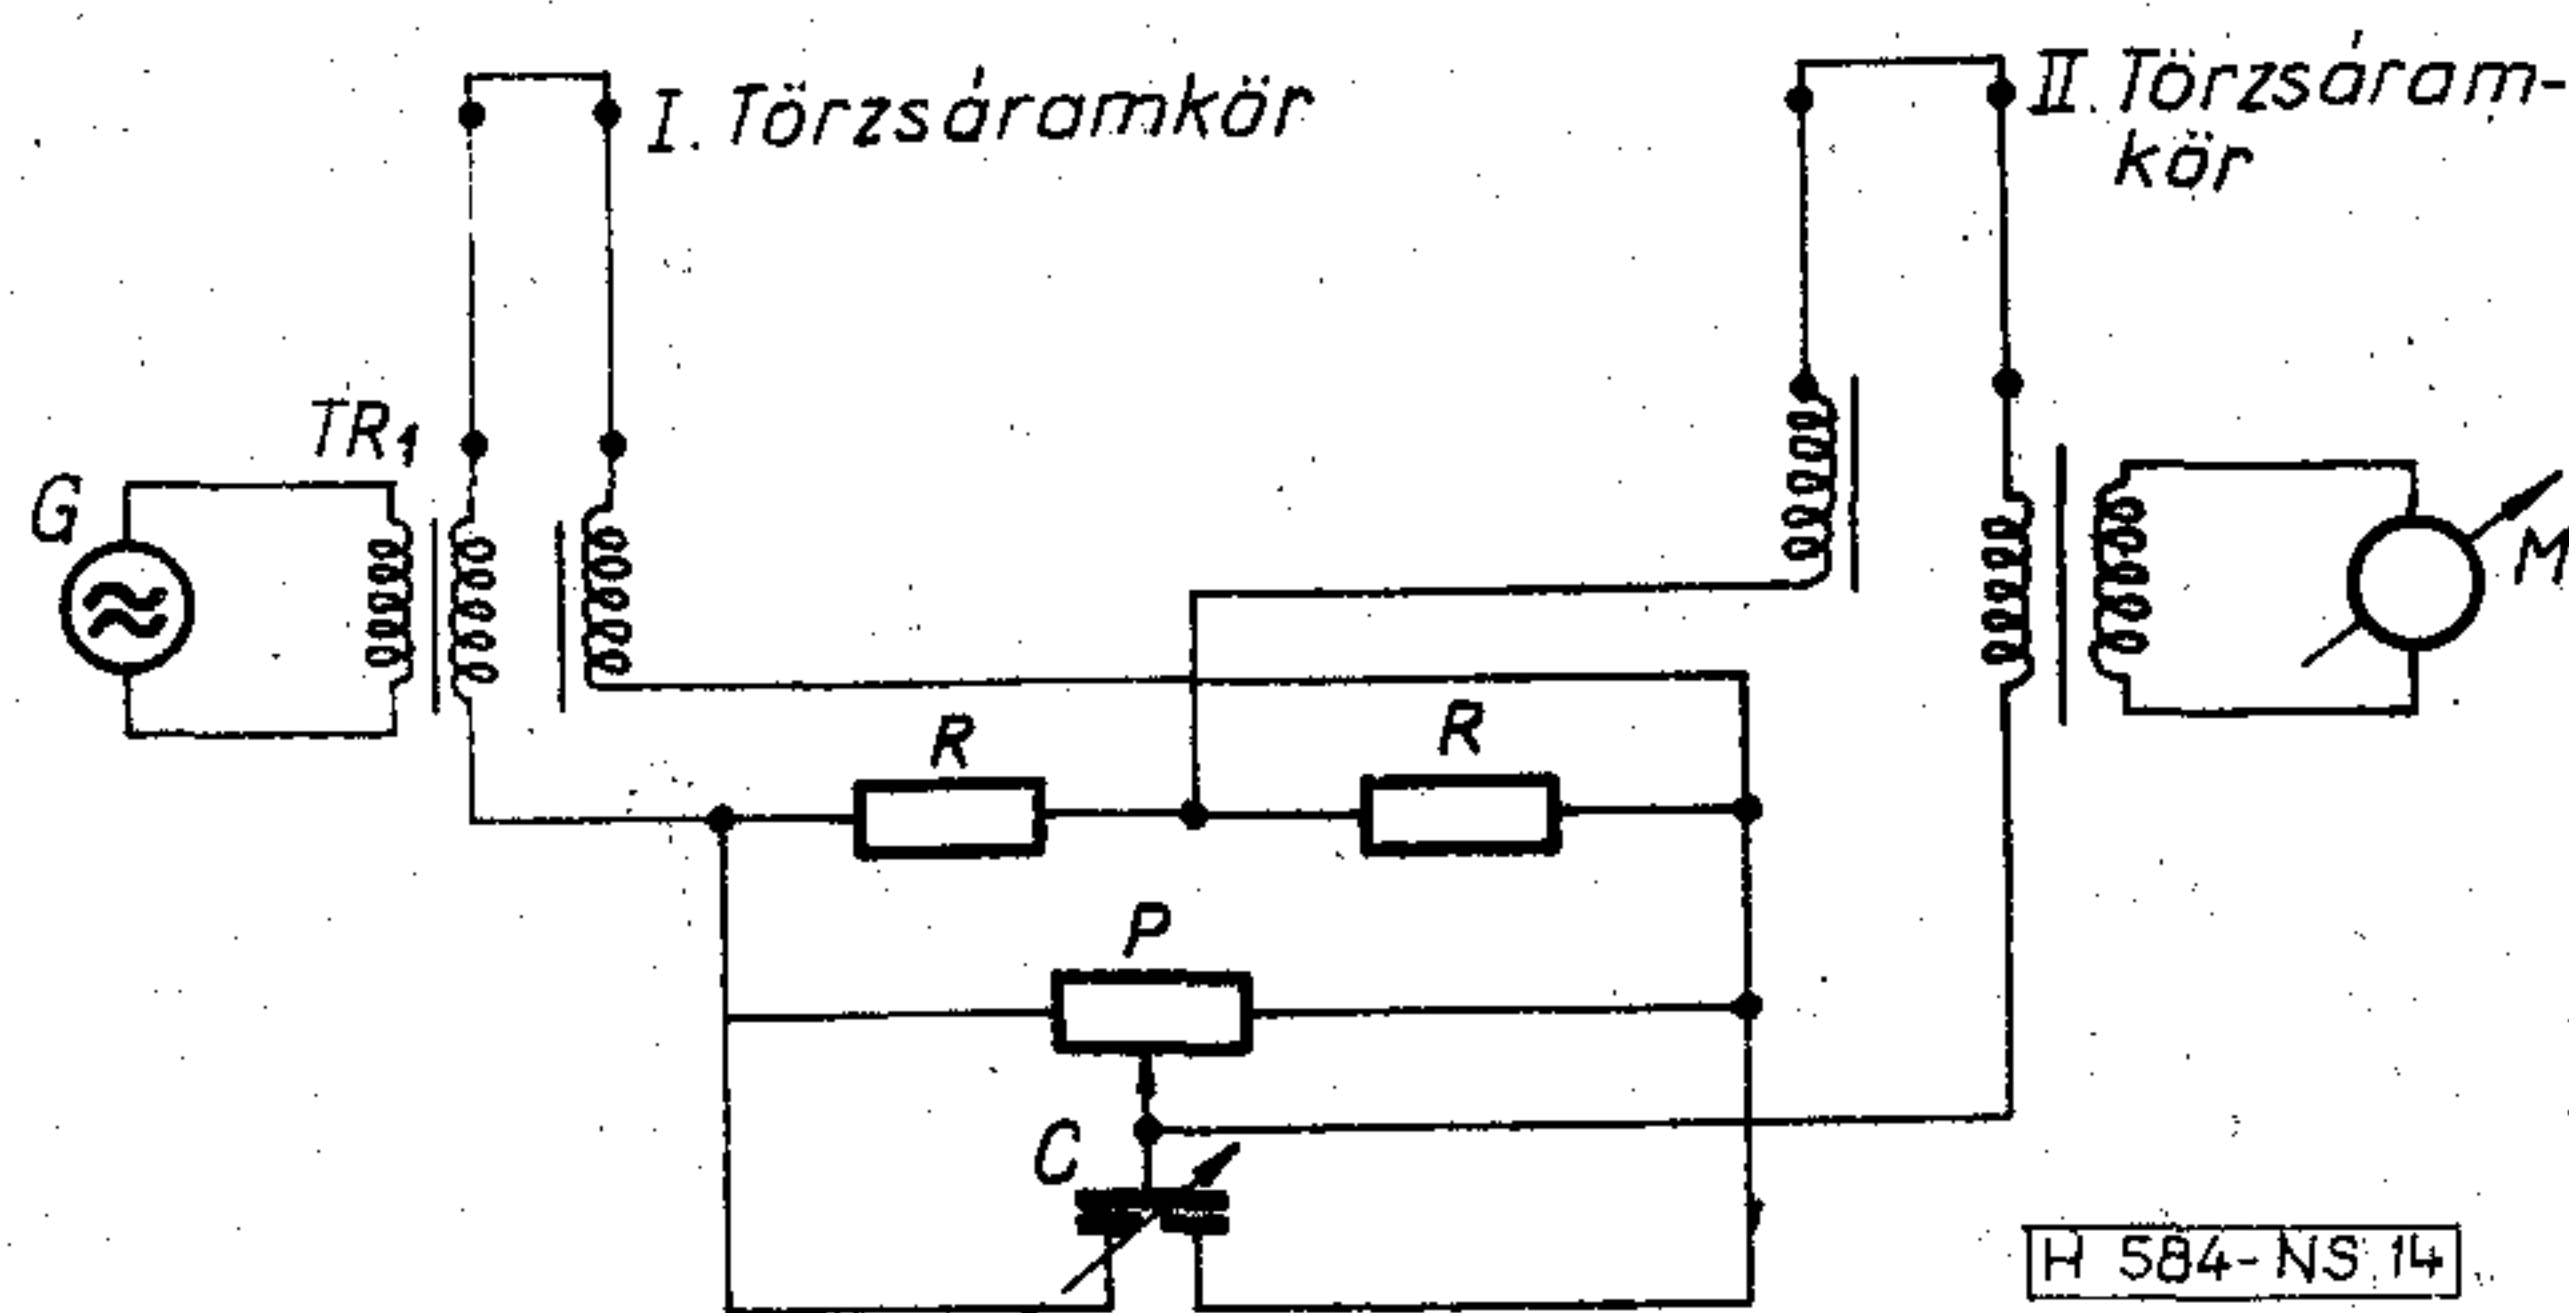 I. Törzsáramkör
II. Törzsáram-
kör
TR1
G
M
R
R
P
C
H 584-NS 14